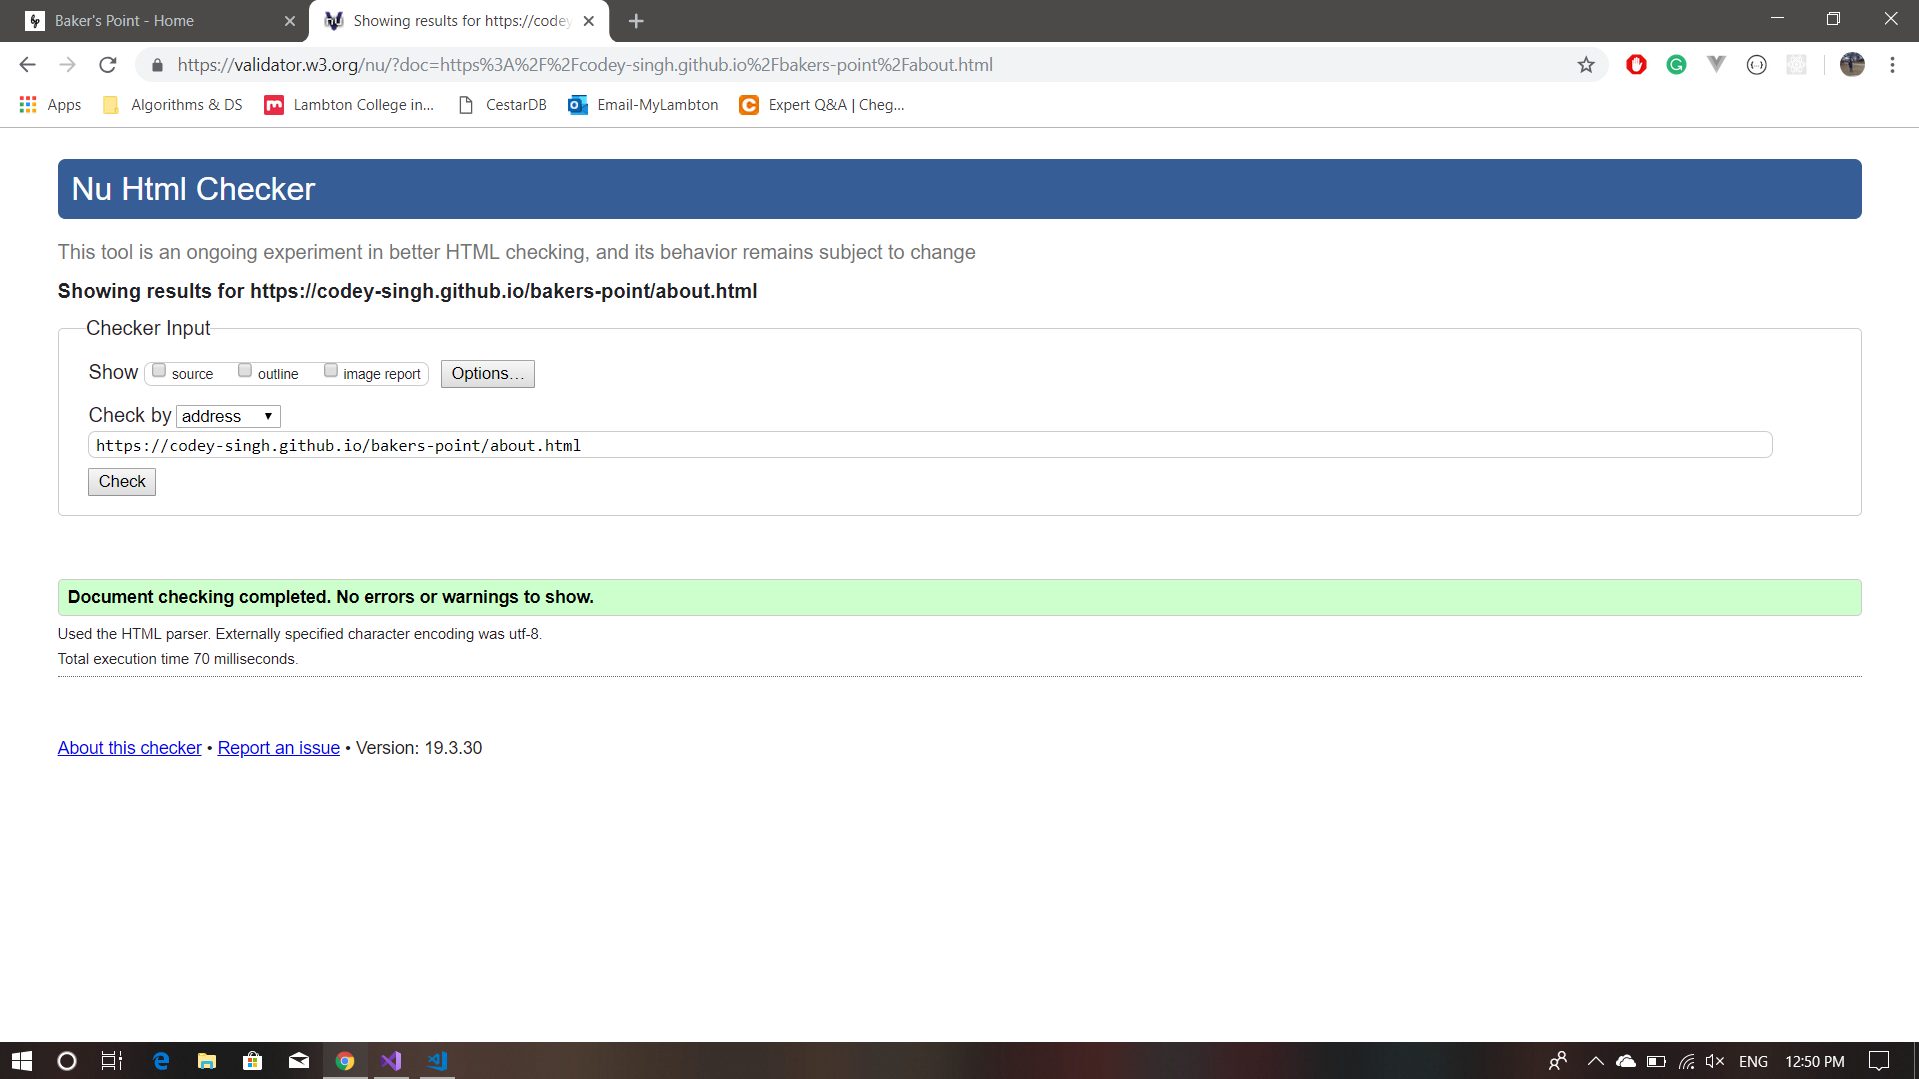 Baker's Point - Home
Showing results for https://codey
https://validator.w3.org/nu/?doc=https%3A%2F%2Fcodey-singh.github.io%2Fbakers-point%2Fabout.html
Apps Algorithms & DS Lambton College in... CestarDB Email-MyLambton Expert Q&A | Cheg...
Nu Html Checker
This tool is an ongoing experiment in better HTML checking, and its behavior remains subject to change
Showing results for https://codey-singh.github.io/bakers-point/about.html
Checker Input
Show source outline image report Options...
Check by address
https://codey-singh.github.io/bakers-point/about.html
Check
Document checking completed. No errors or warnings to show.
Used the HTML parser. Externally specified character encoding was utf-8.
Total execution time 70 milliseconds.
About this checker • Report an issue • Version: 19.3.30
ENG 12:50 PM